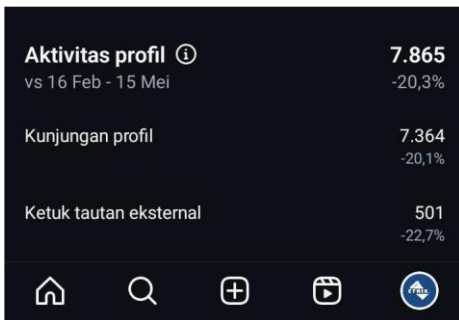 Aktivitas profil
7.865
vs 16 Feb - 15 Mei
-20,3%
Kunjungan profil
7.364
-20,1%
Ketuk tautan eksternal
501
-22,7%